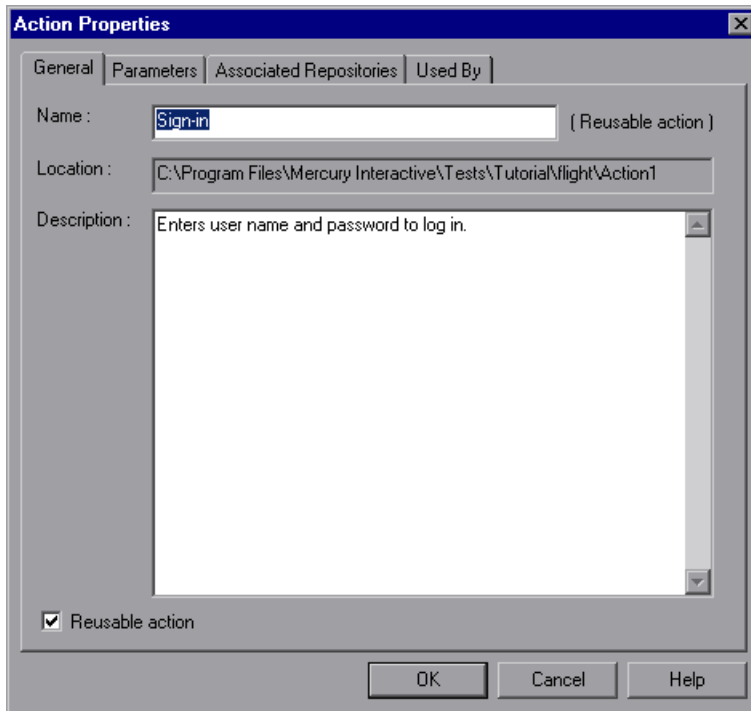 Action Properties
General Parameters Associated Repositories Used By
Name : Sign-in ( Reusable action )
Location : C:\Program Files\Mercury Interactive\Tests\Tutorial\flight\Action1
Description : Enters user name and password to log in.
Reusable action
OK Cancel Help